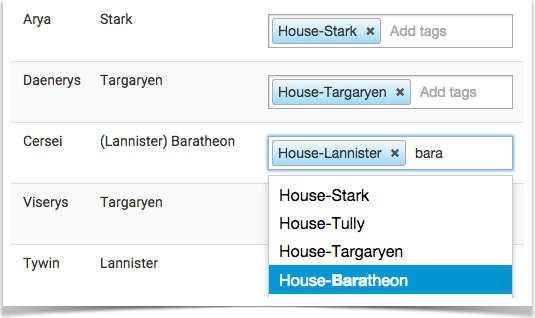 Arya Stark House-Stark ✖ Add tags
Daenerys Targaryen House-Targaryen ✖ Add tags
Cersei (Lannister) Baratheon House-Lannister ✖ bara
House-Stark
Viserys Targaryen House-Tully
House-Targaryen
Tywin Lannister House-Baratheon